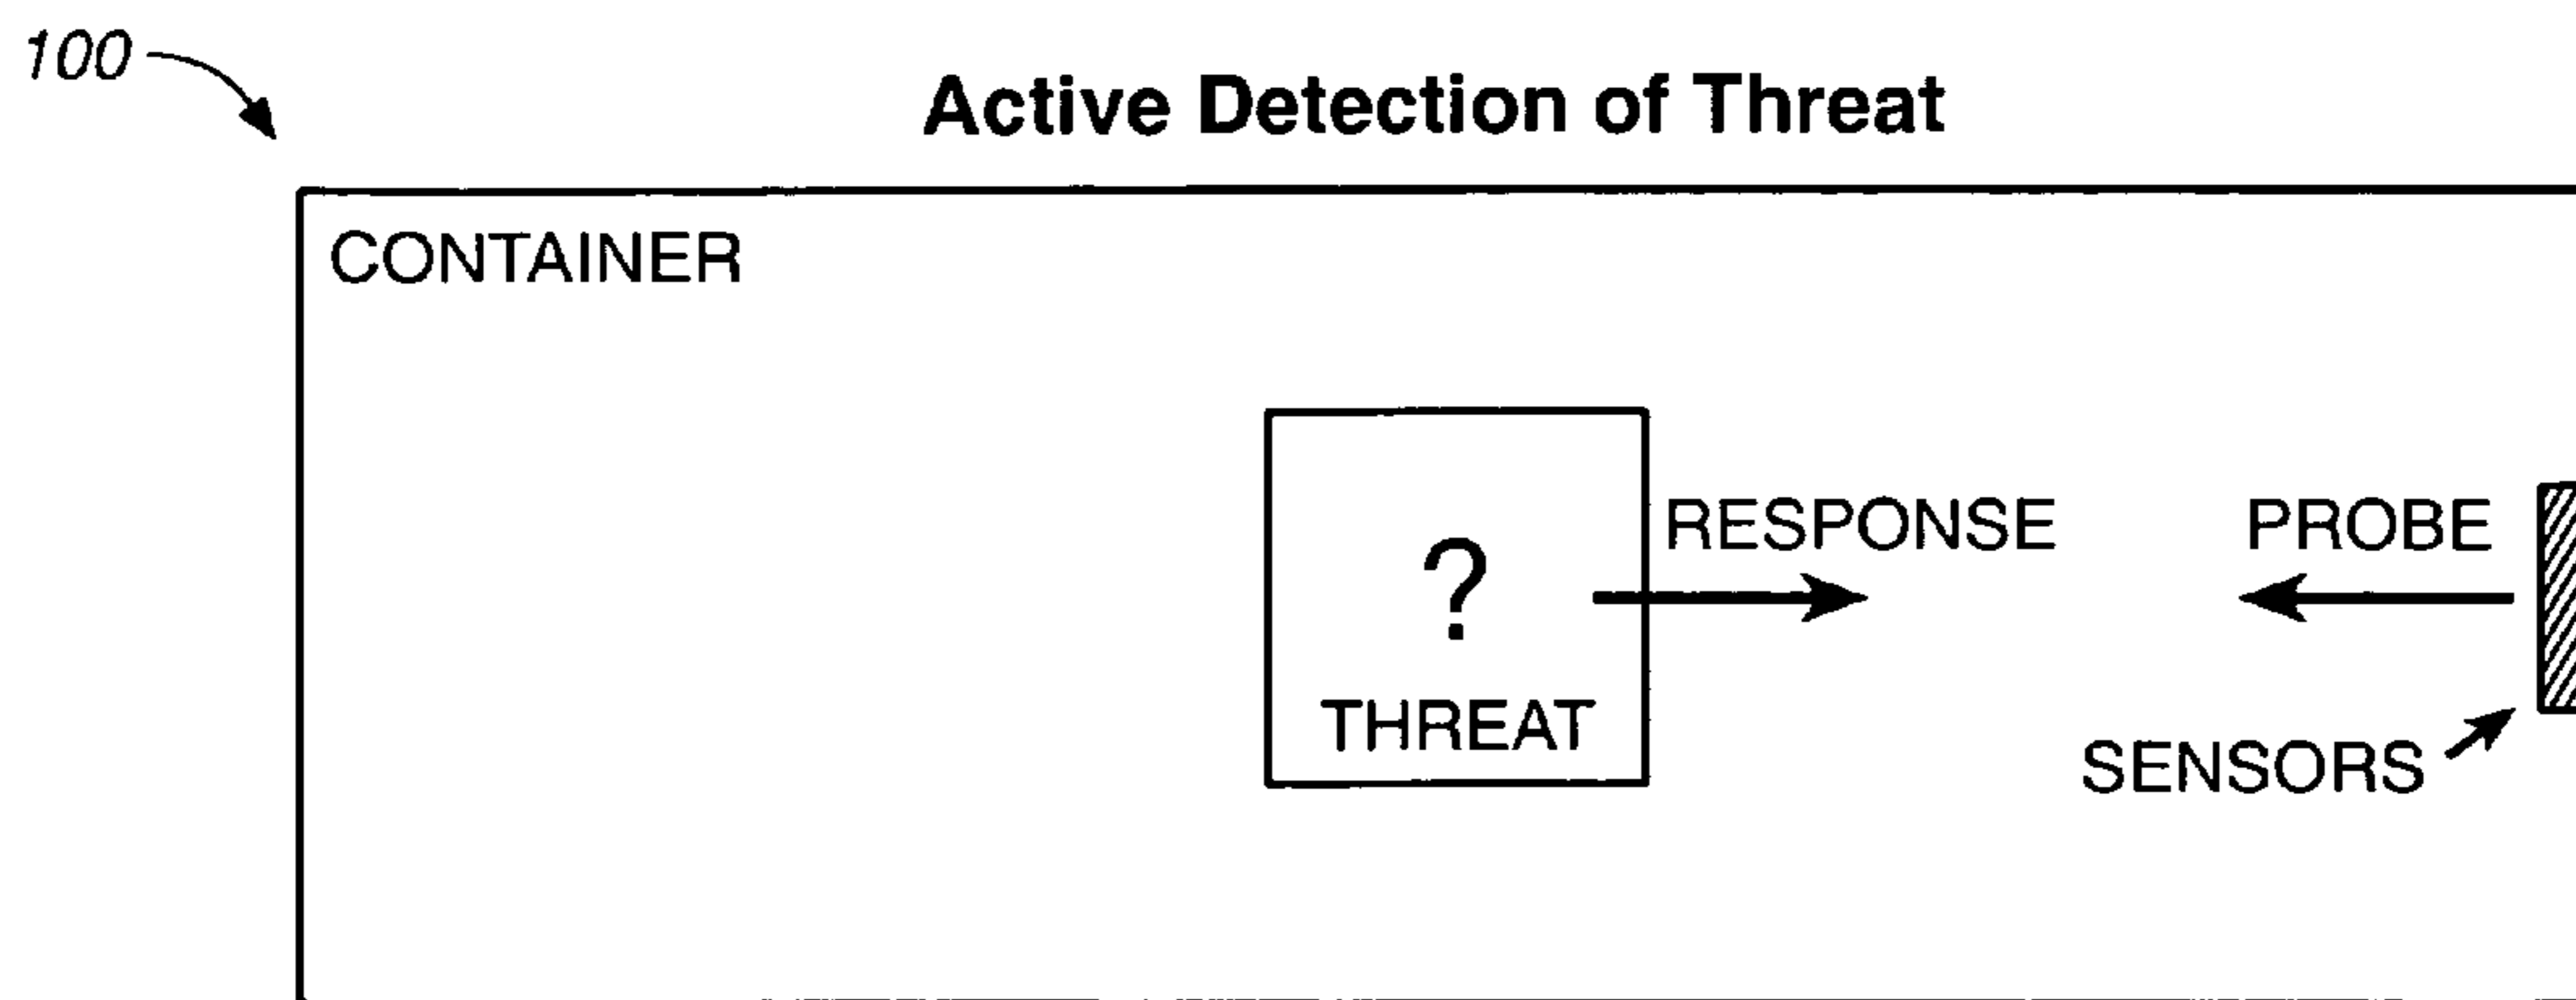 100
Active Detection of Threat
CONTAINER
RESPONSE
PROBE
?
THREAT
SENSORS